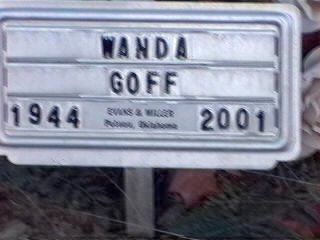 WANDA
GOFF
1944 EVANS & MILLER 2001
Poteau, Oklahoma